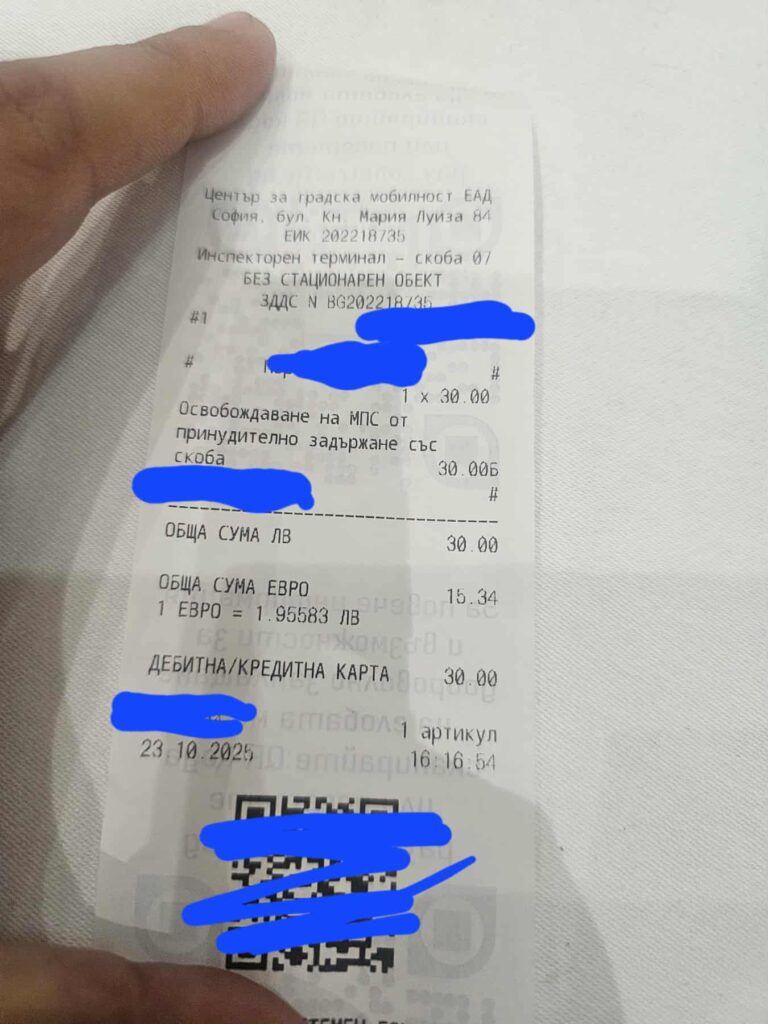 Център за градска мобилност ЕАД
София, бул. Кн. Мария Луиза 84
ЕИК 202218735
Инспекторен терминал - скоба 07
БЕЗ СТАЦИОНАРЕН ОБЕКТ
ЗДДС N BG202218735
#1
# #
1 x 30.00
Освобождаване на МПС от
принудително задържане със
скоба 30.00Б
#
ОБЩА СУМА ЛВ 30.00
ОБЩА СУМА ЕВРО 15.34
1 ЕВРО = 1.95583 ЛВ
ДЕБИТНА/КРЕДИТНА КАРТА 30.00
1 артикул
23.10.2025 16:16:54